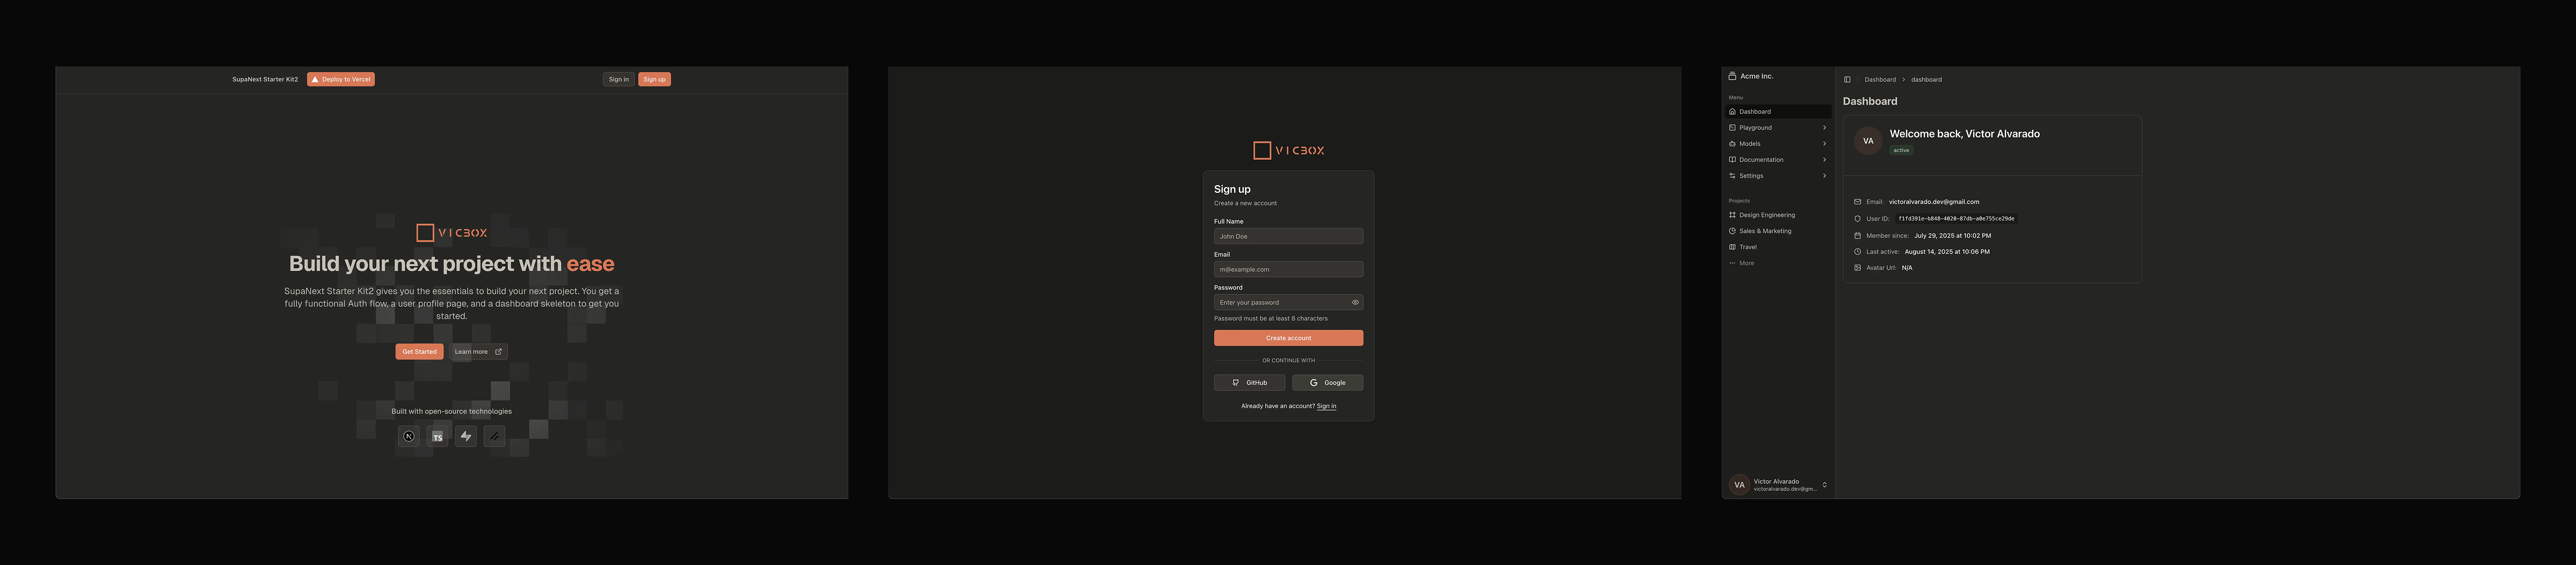 SupaNext Starter Kit2
Deploy to Vercel
Sign in
Sign up
VICBOX
Build your next project with ease
SupaNext Starter Kit2 gives you the essentials to build your next project. You get a
fully functional Auth flow, a user profile page, and a dashboard skeleton to get you
started.
Get Started
Learn more
Built with open-source technologies
N
TS
VICBOX
Sign up
Create a new account
Full Name
John Doe
Email
m@example.com
Password
Enter your password
Password must be at least 8 characters
Create account
OR CONTINUE WITH
GitHub
Google
Already have an account? Sign in
Acme Inc.
Menu
Dashboard
Playground
Models
Documentation
Settings
Projects
Design Engineering
Sales & Marketing
Travel
More
VA
Victor Alvarado
victoralvarado.dev@gm...
Dashboard > dashboard
Dashboard
VA
Welcome back, Victor Alvarado
active
Email: victoralvarado.dev@gmail.com
User ID: f1fd391e-b848-4020-87db-a0e755ce29de
Member since: July 29, 2025 at 10:02 PM
Last active: August 14, 2025 at 10:06 PM
Avatar Url: N/A